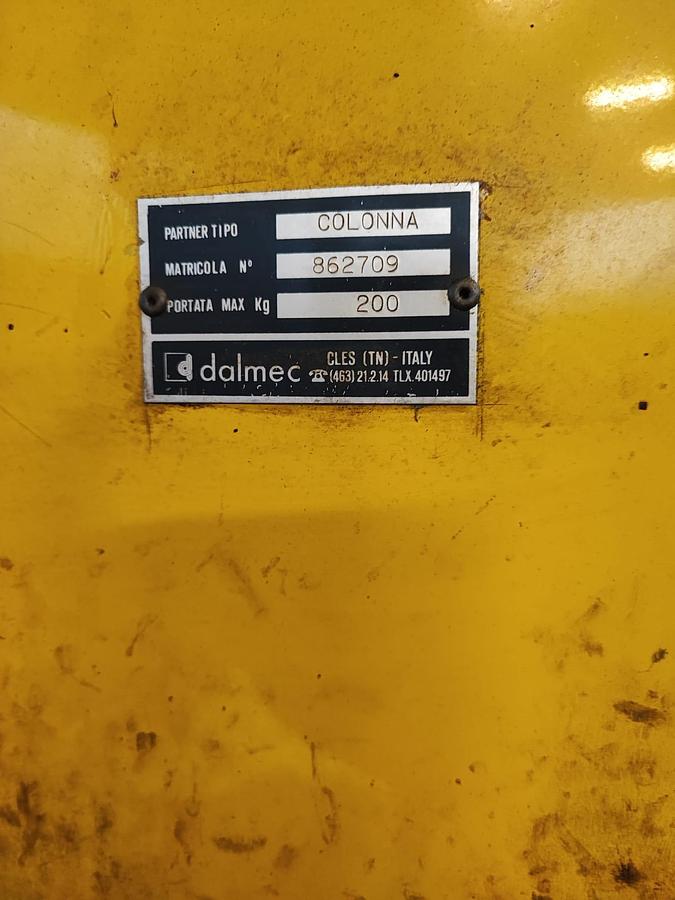 PARTNER TIPO COLONNA
MATRICOLA Nº 862709
PORTATA MAX Kg 200
dalmec CLES (TN) - ITALY
☎ (463) 21.2.14 TLX. 401497